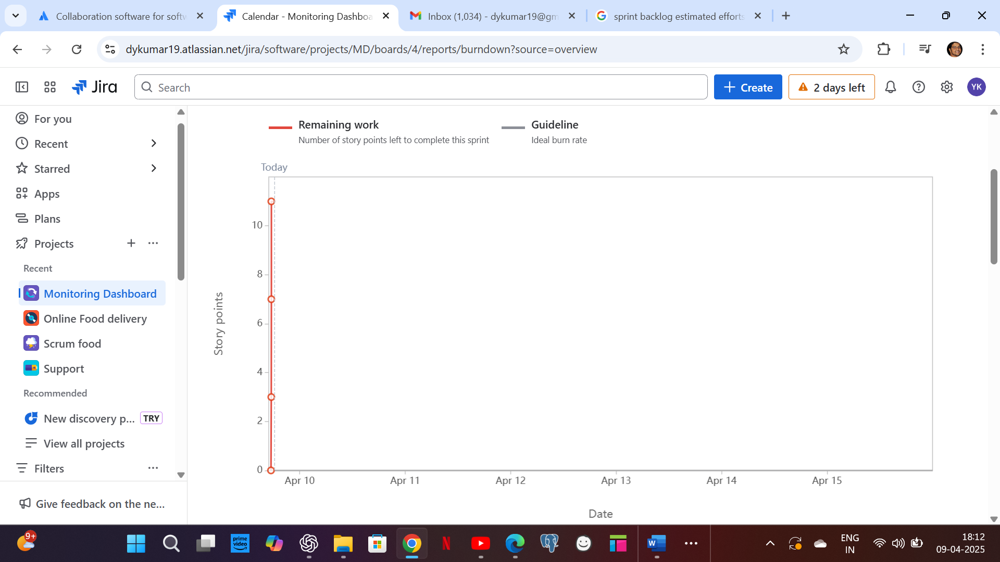 Collaboration software for softw
Calendar - Monitoring Dashboa
Inbox (1,034) - dykumar19@gm
sprint backlog estimated efforts
dykumar19.atlassian.net/jira/software/projects/MD/boards/4/reports/burndown?source=overview
Jira
Search
Create
2 days left
YK
For you
Recent
Starred
Apps
Plans
Projects
Recent
Monitoring Dashboard
Online Food delivery
Scrum food
Support
Recommended
New discovery p... TRY
View all projects
Filters
Give feedback on the ne...
Remaining work
Number of story points left to complete this sprint
Guideline
Ideal burn rate
Today
Story points
10
8
6
4
2
0
Apr 10 Apr 11 Apr 12 Apr 13 Apr 14 Apr 15
Date
9+
prime video
ENG
IN
18:12
09-04-2025